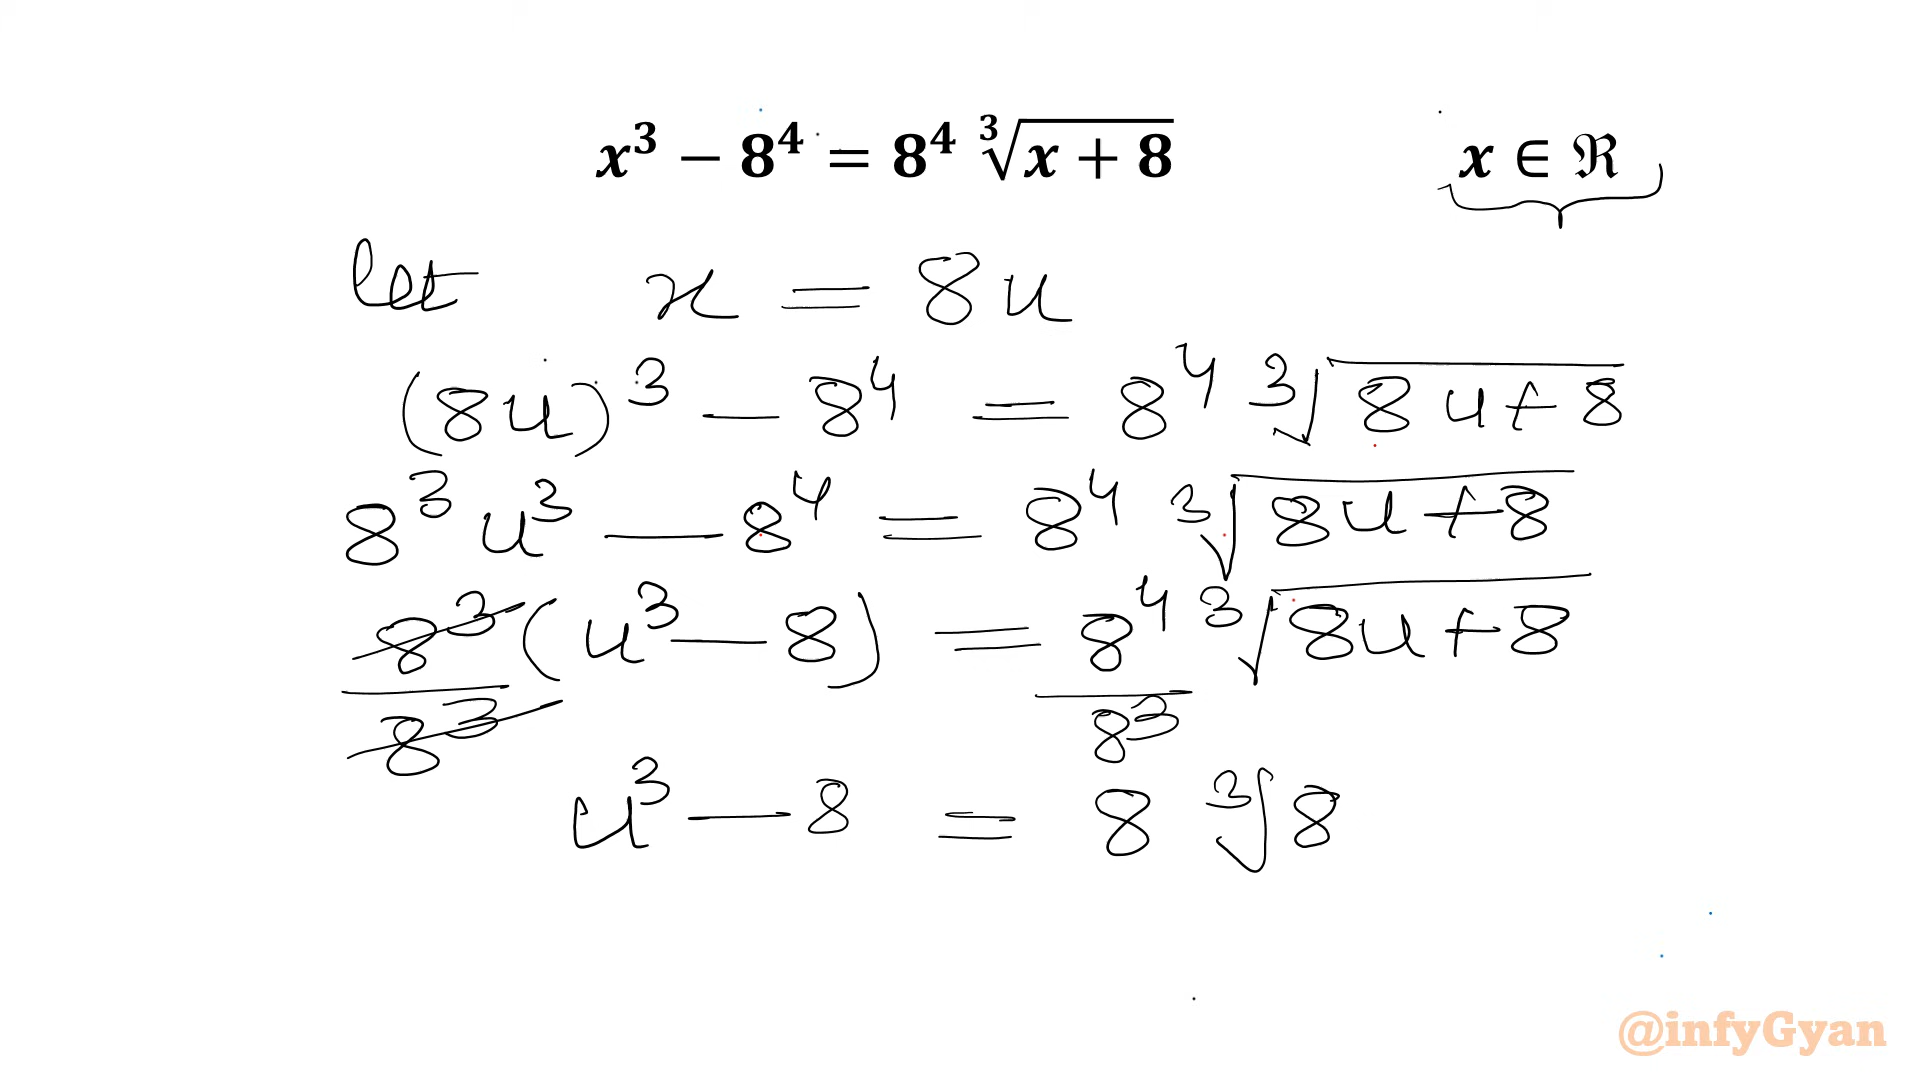 x³ − 8⁴ = 8⁴ ∛(x + 8) x ∈ ℜ
let x = 8u
(8u)³ − 8⁴ = 8⁴ ∛(8u+8)
8³u³ − 8⁴ = 8⁴ ∛(8u+8)
8³/8³ (u³ − 8) = 8⁴/8³ ∛(8u+8)
u³ − 8 = 8 ∛8
@infyGyan